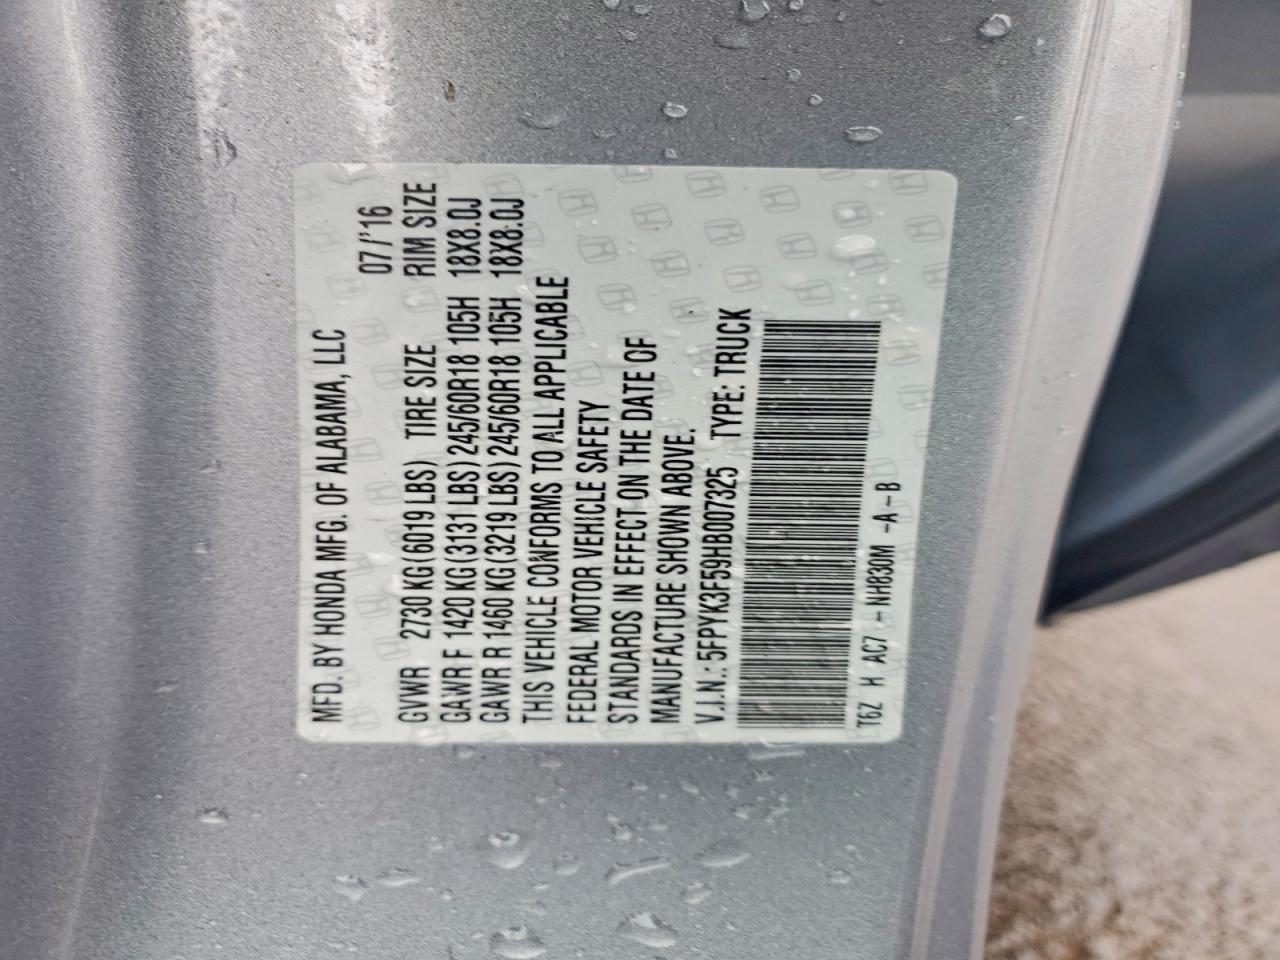 MFD. BY HONDA MFG. OF ALABAMA, LLC
07/'16
GVWR 2730 KG(6019 LBS) TIRE SIZE RIM SIZE
GAWR F 1420 KG(3131 LBS) 245/60R18 105H 18X8.0J
GAWR R 1460 KG(3219 LBS) 245/60R18 105H 18X8.0J
THIS VEHICLE CONFORMS TO ALL APPLICABLE
FEDERAL MOTOR VEHICLE SAFETY
STANDARDS IN EFFECT ON THE DATE OF
MANUFACTURE SHOWN ABOVE.
V.I.N.: 5FPYK3F59HB007325 TYPE: TRUCK
T6Z H AC7 -NH830M -A-B